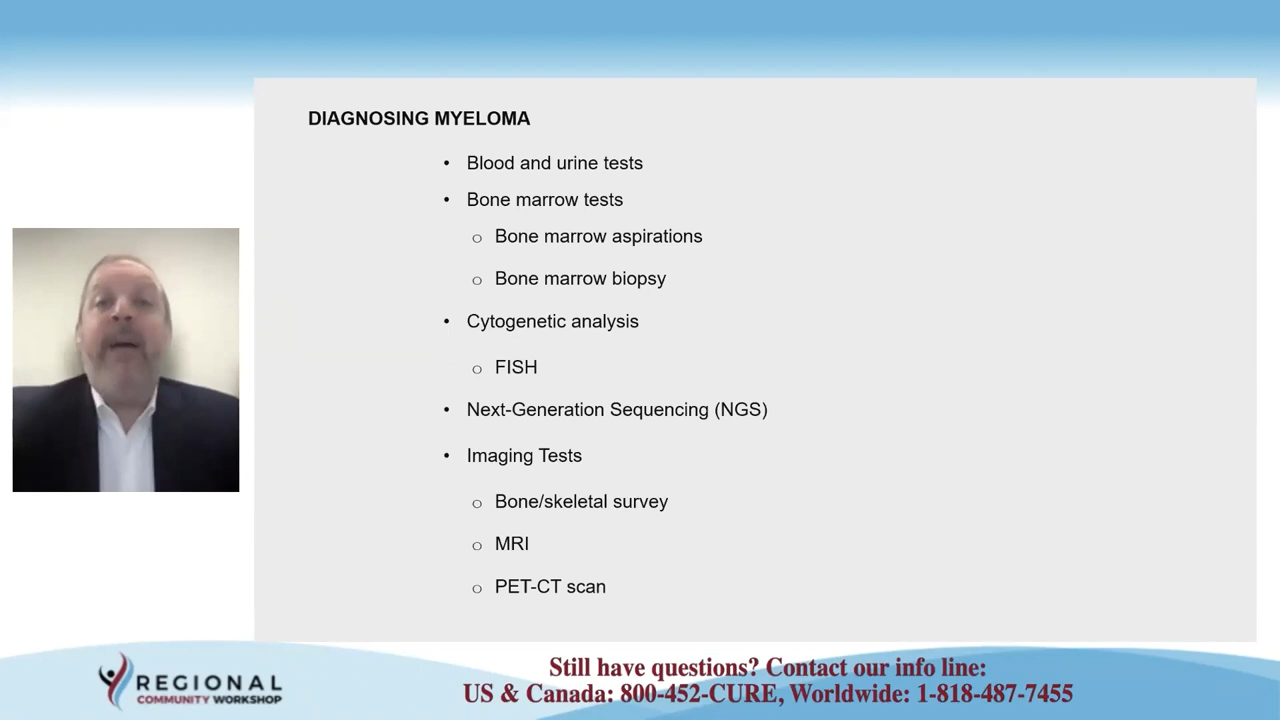 DIAGNOSING MYELOMA
• Blood and urine tests
• Bone marrow tests
o Bone marrow aspirations
o Bone marrow biopsy
• Cytogenetic analysis
o FISH
• Next-Generation Sequencing (NGS)
• Imaging Tests
o Bone/skeletal survey
o MRI
o PET-CT scan
REGIONAL
COMMUNITY WORKSHOP
Still have questions? Contact our info line:
US & Canada: 800-452-CURE, Worldwide: 1-818-487-7455